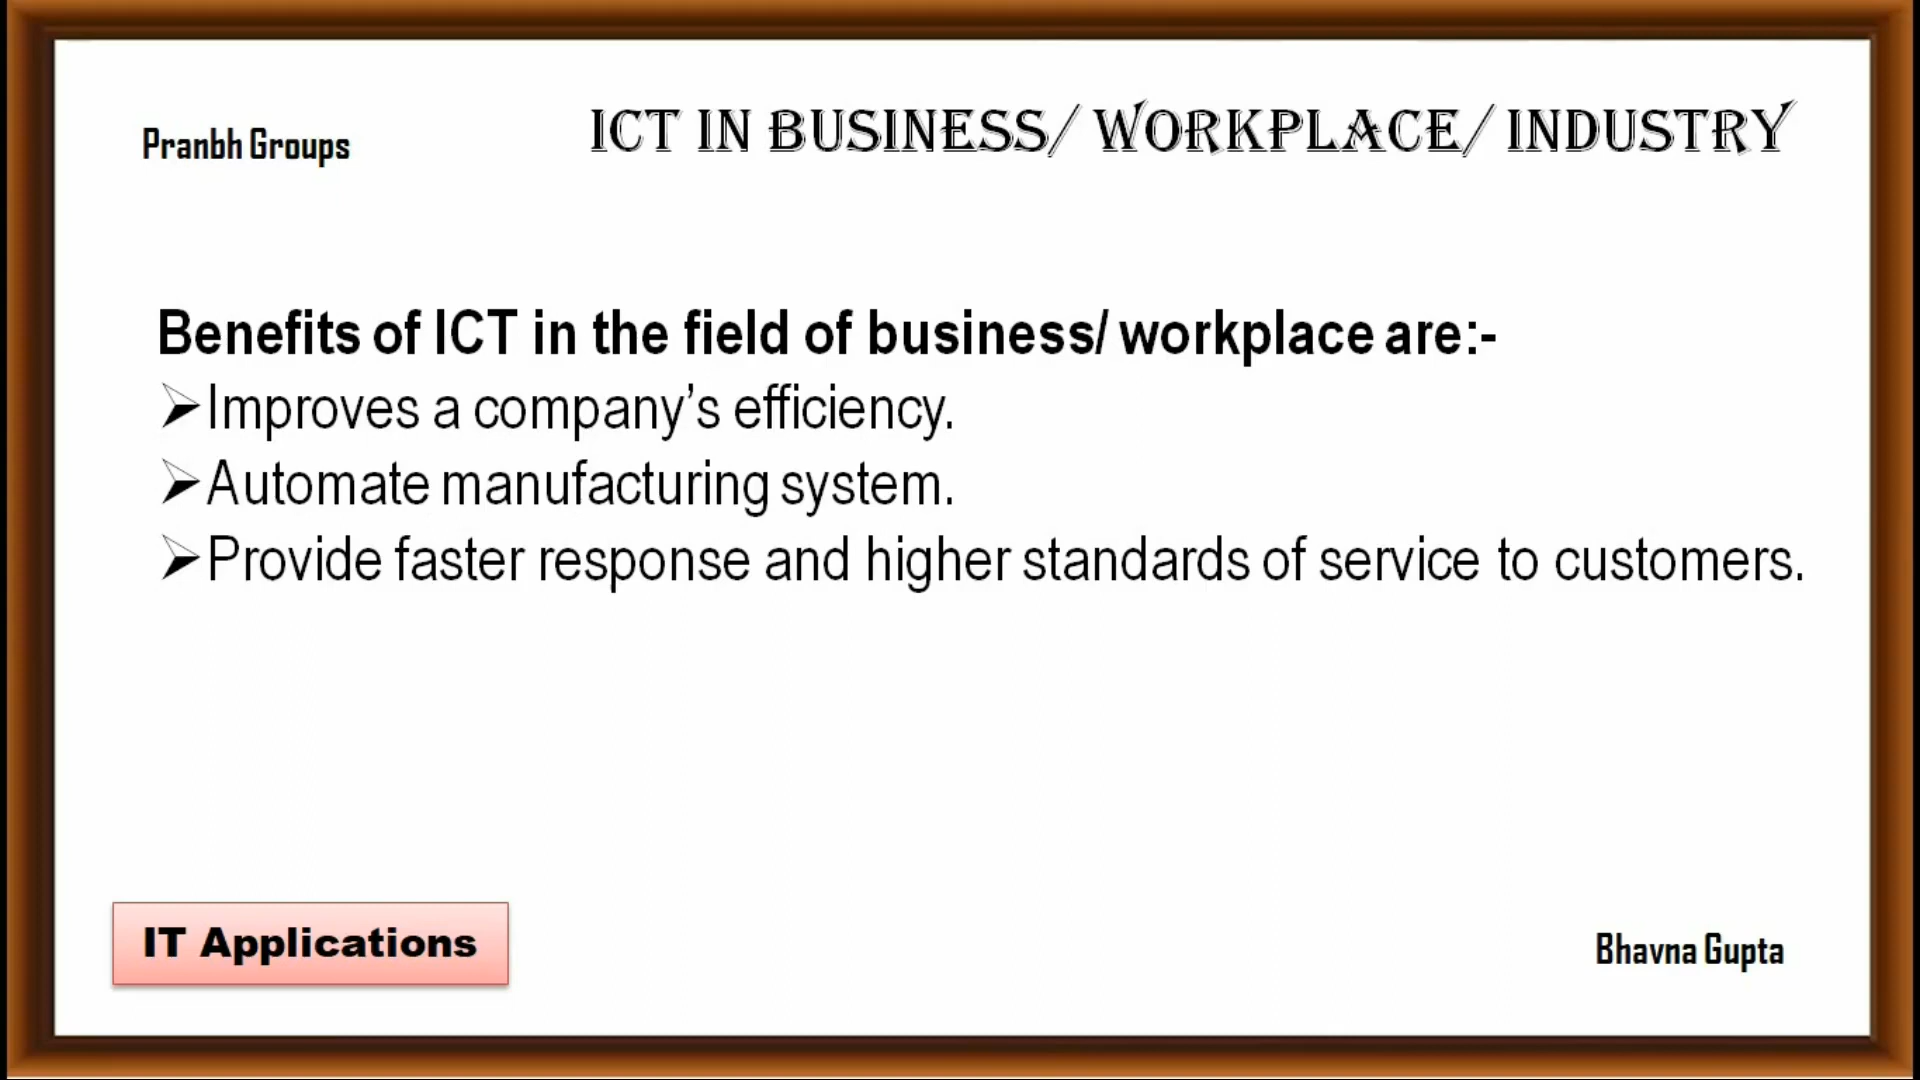 Pranbh Groups
ICT IN BUSINESS/ WORKPLACE/ INDUSTRY
Benefits of ICT in the field of business/ workplace are:-
➢Improves a company’s efficiency.
➢Automate manufacturing system.
➢Provide faster response and higher standards of service to customers.
IT Applications
Bhavna Gupta